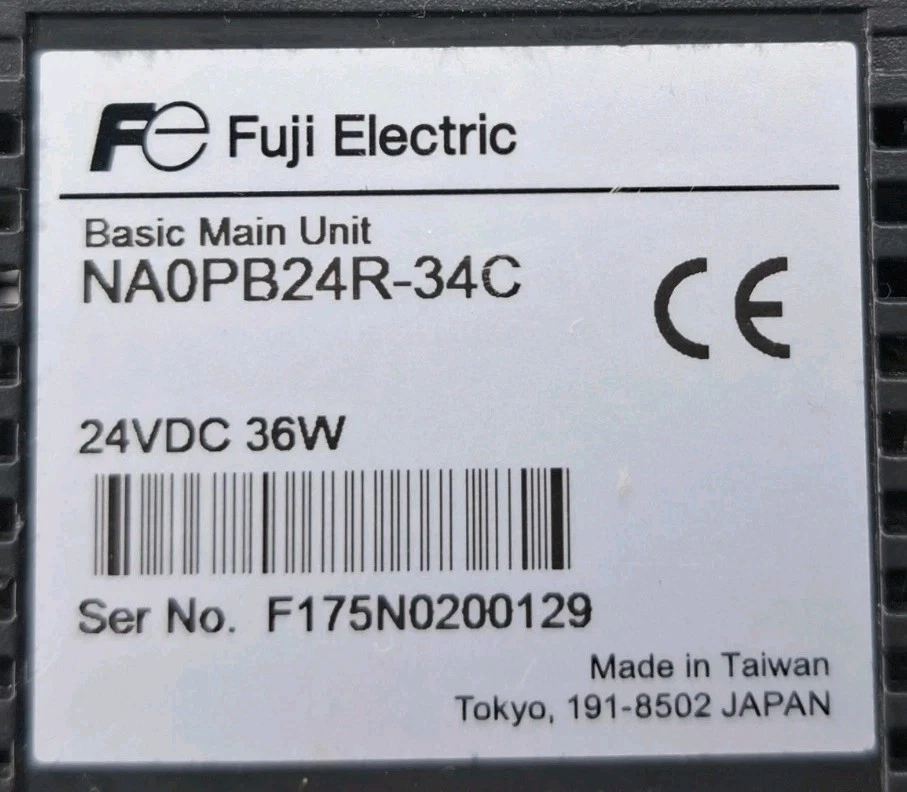 Fe Fuji Electric
Basic Main Unit
NA0PB24R-34C
CE
24VDC 36W
Ser No. F175N0200129
Made in Taiwan
Tokyo, 191-8502 JAPAN